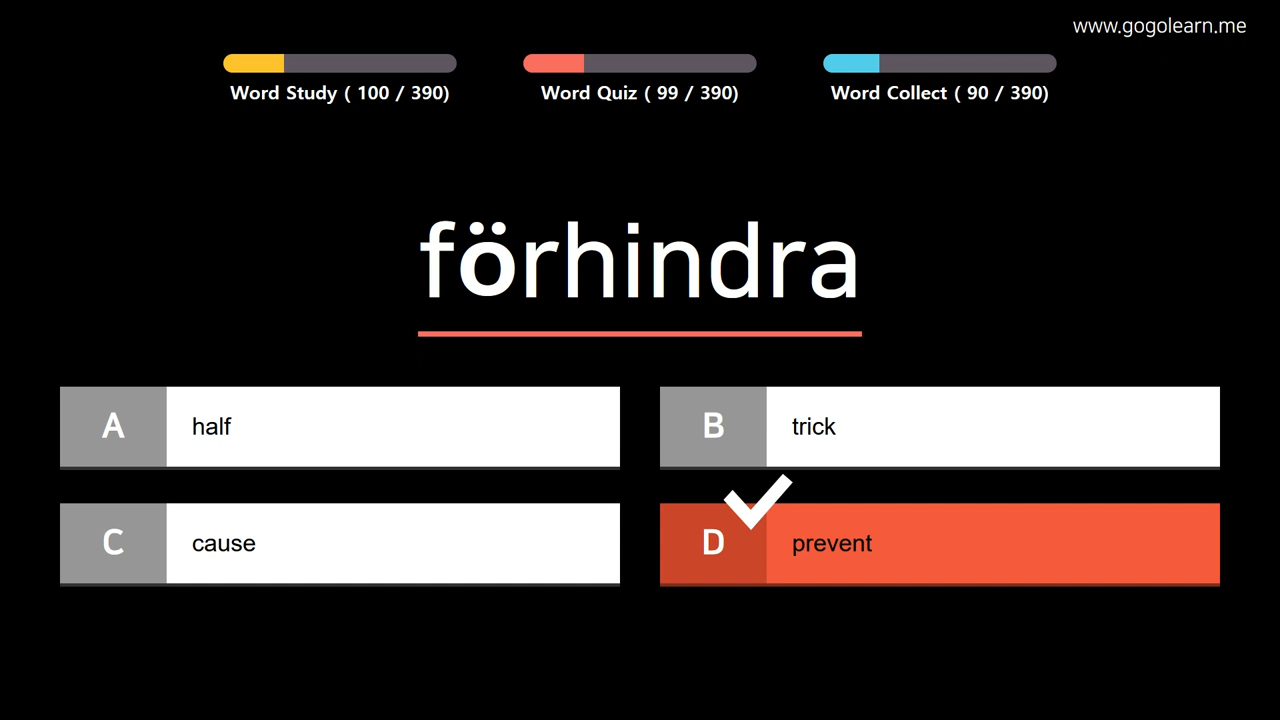 www.gogolearn.me
Word Study ( 100 / 390)
Word Quiz ( 99 / 390)
Word Collect ( 90 / 390)
förhindra
A half
B trick
C cause
D prevent